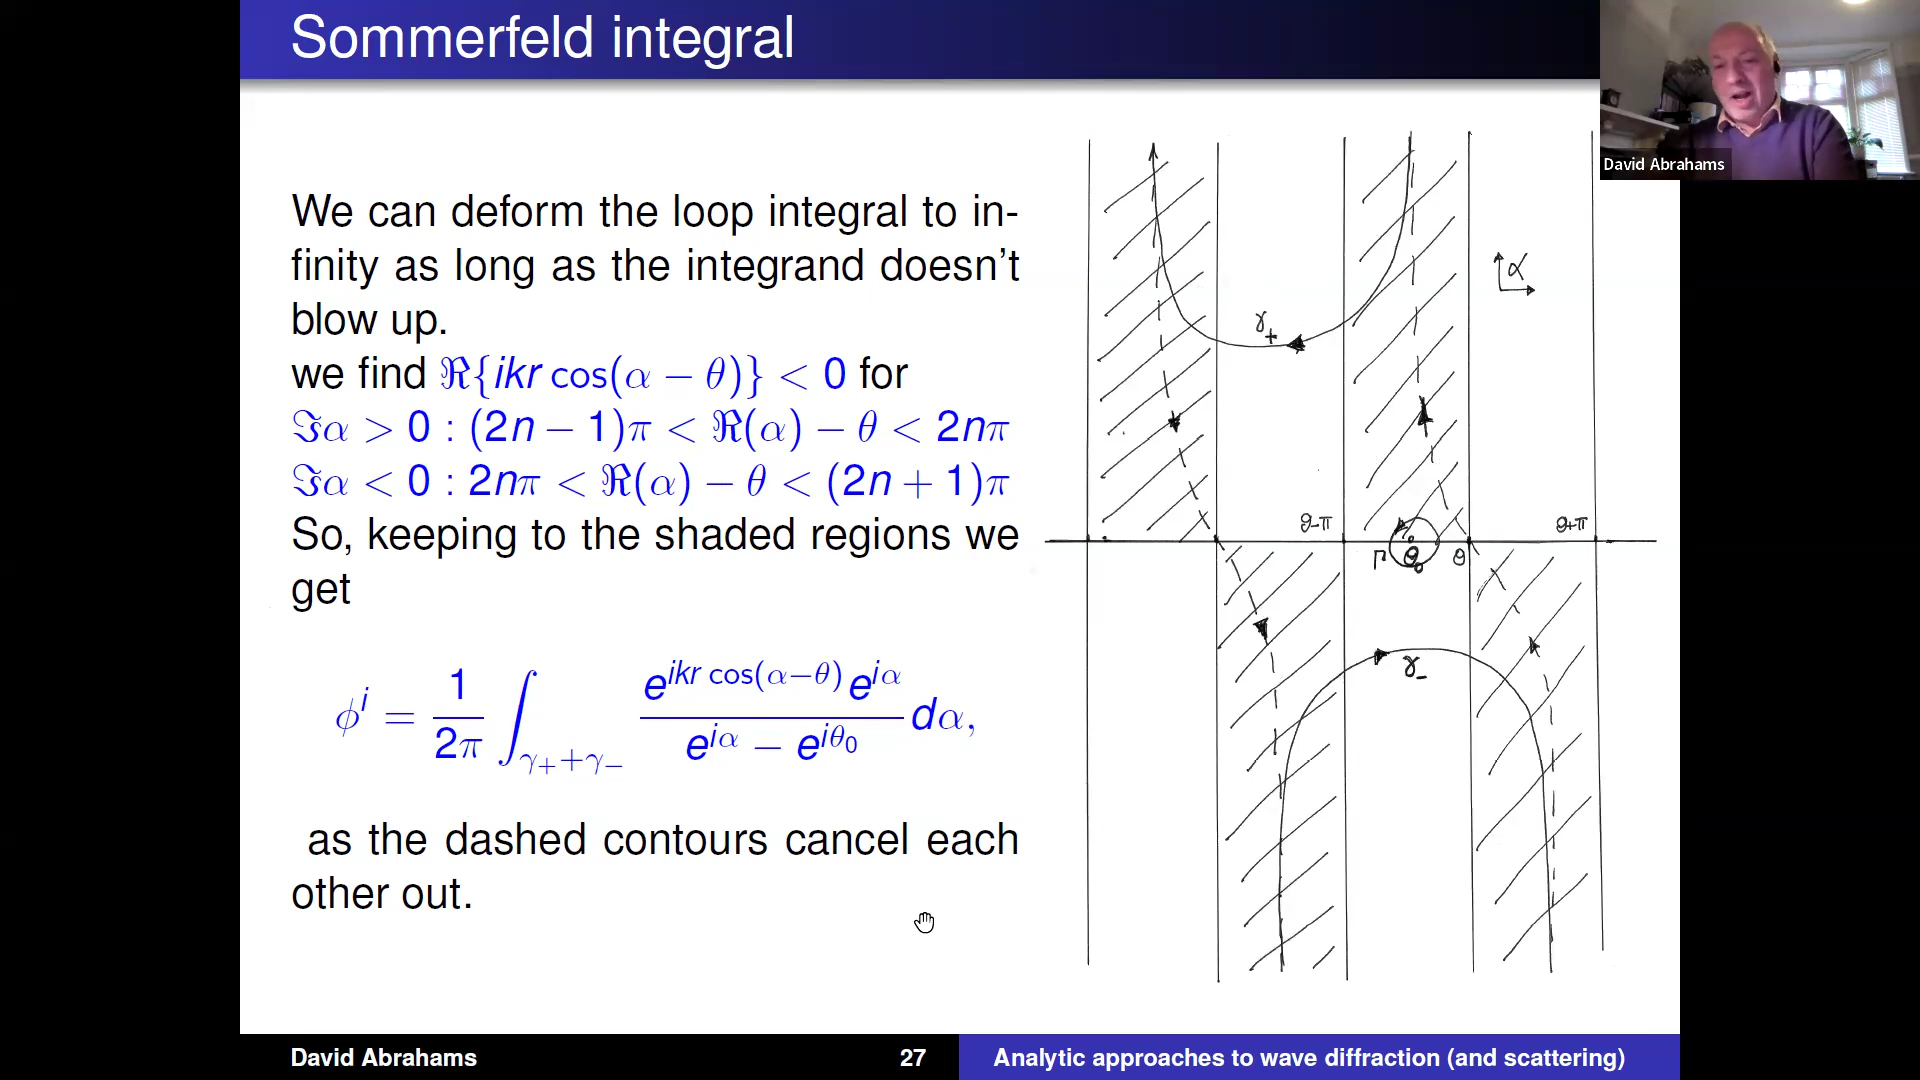 Sommerfeld integral
David Abrahams
We can deform the loop integral to in-
finity as long as the integrand doesn't
blow up.
we find ℜ{ikr cos(α − θ)} < 0 for
ℑα > 0 : (2n − 1)π < ℜ(α) − θ < 2nπ
ℑα < 0 : 2nπ < ℜ(α) − θ < (2n + 1)π
So, keeping to the shaded regions we
get
φ^i = 1/2π ∫_{γ₊+γ₋} e^{ikr cos(α−θ)} e^{iα} / (e^{iα} − e^{iθ₀}) dα,
as the dashed contours cancel each
other out.
α
γ₊
θ-π
θ+π
Γ
θ₀
θ
γ₋
David Abrahams
27
Analytic approaches to wave diffraction (and scattering)